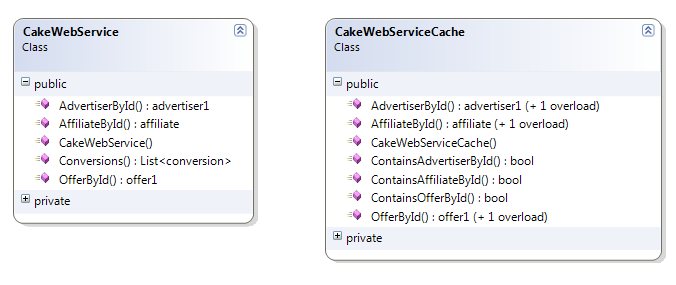 CakeWebService
Class
public
AdvertiserById() : advertiser1
AffiliateById() : affiliate
CakeWebService()
Conversions() : List<conversion>
OfferById() : offer1
private
CakeWebServiceCache
Class
public
AdvertiserById() : advertiser1 (+ 1 overload)
AffiliateById() : affiliate (+ 1 overload)
CakeWebServiceCache()
ContainsAdvertiserById() : bool
ContainsAffiliateById() : bool
ContainsOfferById() : bool
OfferById() : offer1 (+ 1 overload)
private